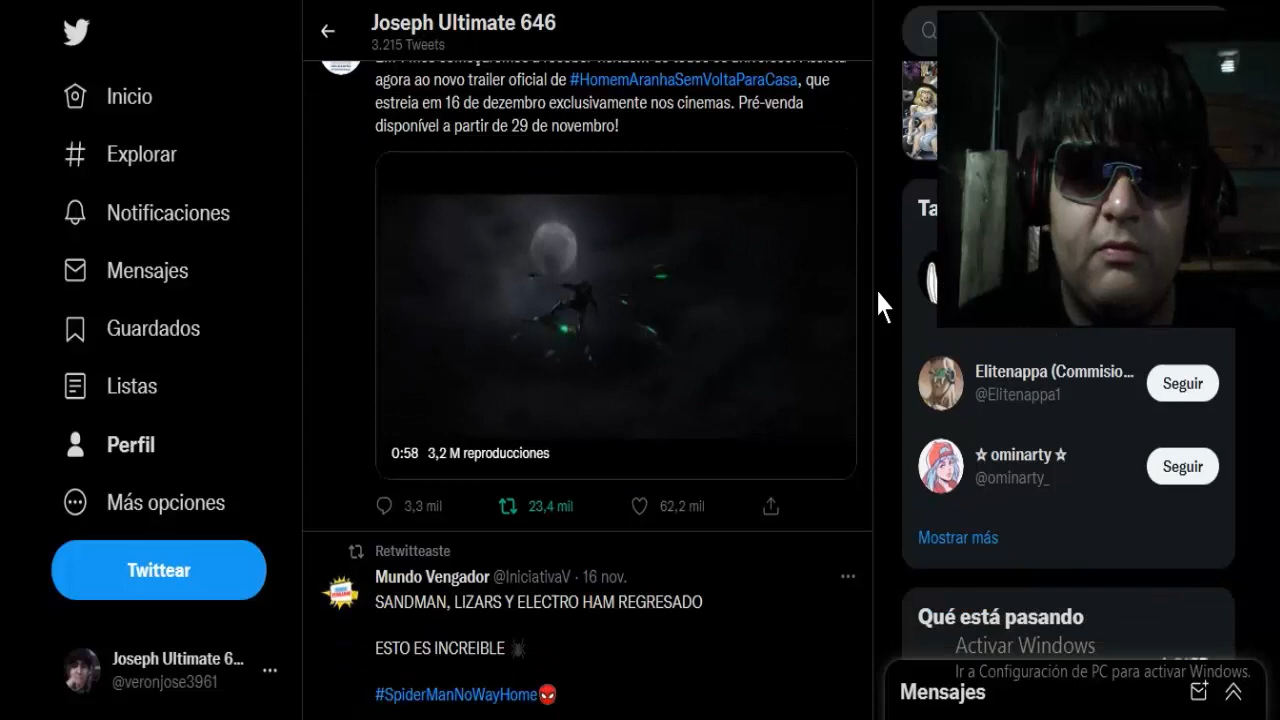 Joseph Ultimate 646
3.215 Tweets
Inicio
Explorar
Notificaciones
Mensajes
Guardados
Listas
Perfil
Más opciones
Twittear
Joseph Ultimate 6...
@veronjose3961
agora ao novo trailer oficial de #HomemAranhaSemVoltaParaCasa, que
estreia em 16 de dezembro exclusivamente nos cinemas. Pré-venda
disponível a partir de 29 de novembro!
0:58 3,2 M reproducciones
3,3 mil 23,4 mil 62,2 mil
Retwitteaste
Mundo Vengador @IniciativaV · 16 nov.
SANDMAN, LIZARS Y ELECTRO HAM REGRESADO
ESTO ES INCREIBLE 🕷
#SpiderManNoWayHome
Ta
Elitenappa (Commisio...
@Elitenappa1
Seguir
☆ ominarty ☆
@ominarty_
Seguir
Mostrar más
Qué está pasando
Activar Windows
Ir a Configuración de PC para activar Windows.
Mensajes